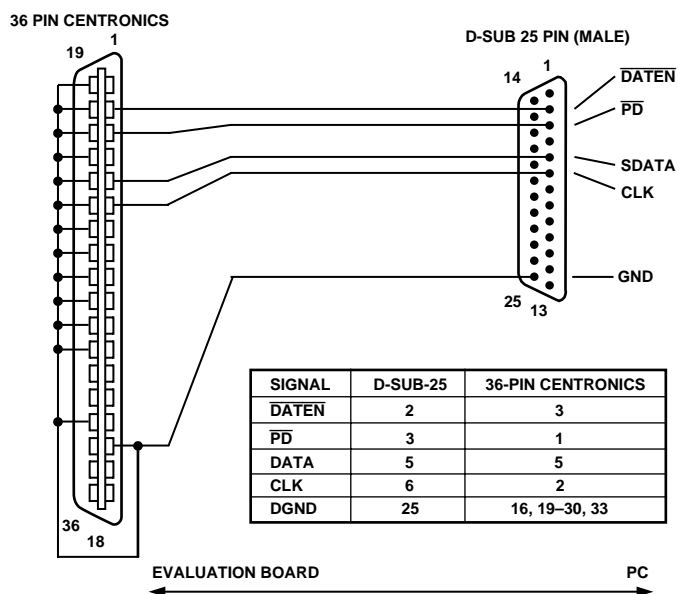 36 PIN CENTRONICS
19
1
36
18
D-SUB 25 PIN (MALE)
14
1
25
13
DATEN
PD
SDATA
CLK
GND
SIGNAL D-SUB-25 36-PIN CENTRONICS
DATEN 2 3
PD 3 1
DATA 5 5
CLK 6 2
DGND 25 16, 19–30, 33
EVALUATION BOARD PC